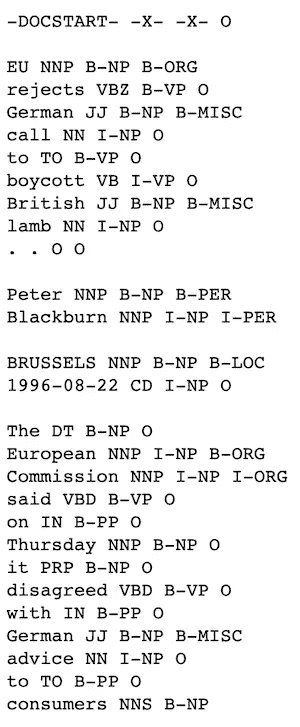 -DOCSTART- -X- -X- O
EU NNP B-NP B-ORG
rejects VBZ B-VP O
German JJ B-NP B-MISC
call NN I-NP O
to TO B-VP O
boycott VB I-VP O
British JJ B-NP B-MISC
lamb NN I-NP O
. . O O
Peter NNP B-NP B-PER
Blackburn NNP I-NP I-PER
BRUSSELS NNP B-NP B-LOC
1996-08-22 CD I-NP O
The DT B-NP O
European NNP I-NP B-ORG
Commission NNP I-NP I-ORG
said VBD B-VP O
on IN B-PP O
Thursday NNP B-NP O
it PRP B-NP O
disagreed VBD B-VP O
with IN B-PP O
German JJ B-NP B-MISC
advice NN I-NP O
to TO B-PP O
consumers NNS B-NP